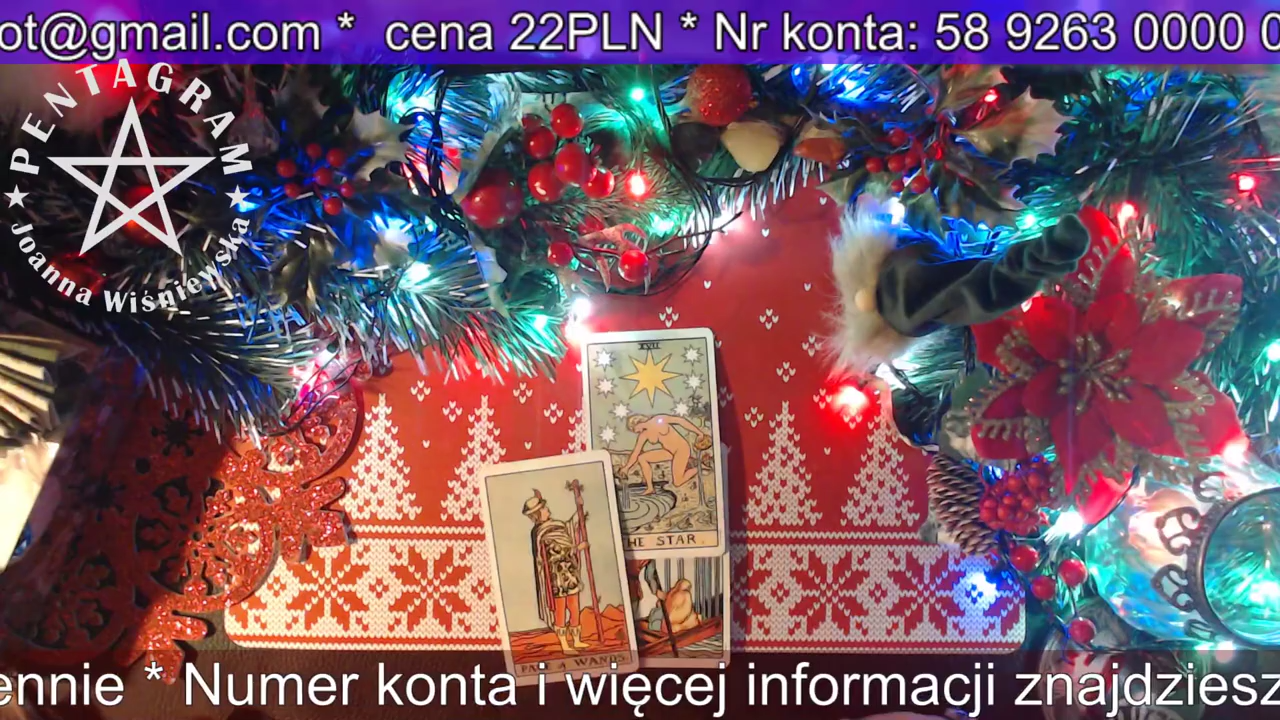 ot@gmail.com * cena 22PLN * Nr konta: 58 9263 0000 0
PENTAGRAM
Joanna Wiśniewska
XVII
THE STAR.
PAGE of WANDS.
ennie * Numer konta i więcej informacji znajdziesz